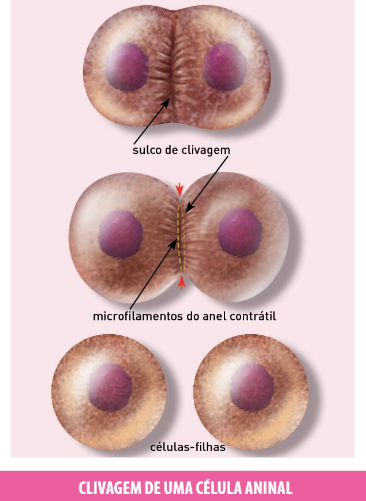 sulco de clivagem
microfilamentos do anel contrátil
células-filhas
CLIVAGEM DE UMA CÉLULA ANINAL